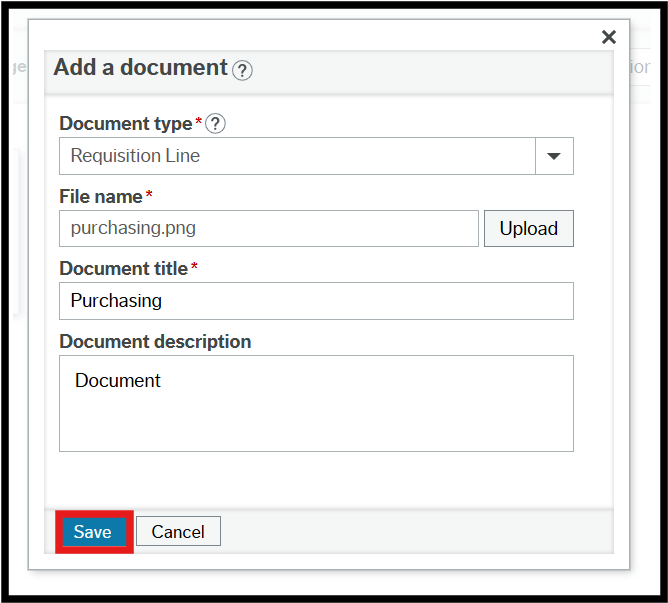 Add a document ?
Document type * ?
Requisition Line
File name *
purchasing.png Upload
Document title *
Purchasing
Document description
Document
Save Cancel